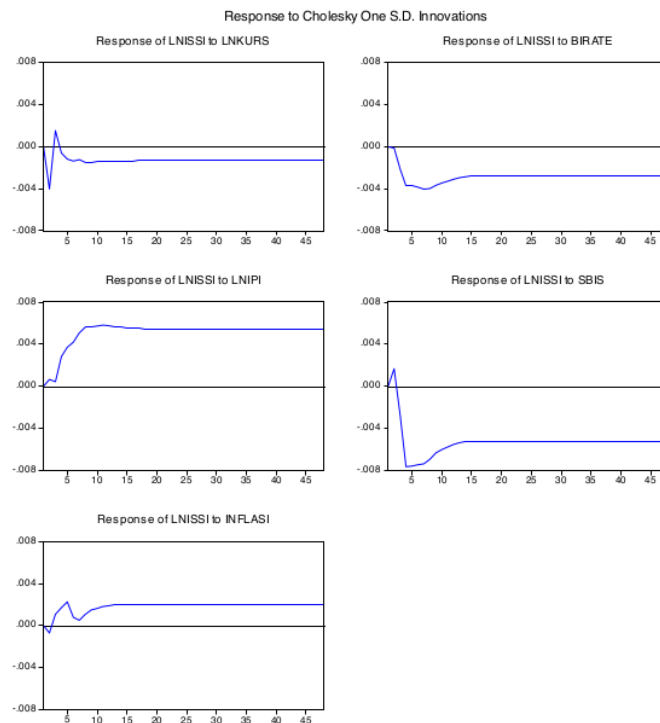 Response to Cholesky One S.D. Innovations
Response of LNISSI to LNKURS
.008
.004
.000
-.004
-.008
5 10 15 20 25 30 35 40 45
Response of LNISSI to BIRATE
.008
.004
.000
-.004
-.008
5 10 15 20 25 30 35 40 45
Response of LNISSI to LNIPI
.008
.004
.000
-.004
-.008
5 10 15 20 25 30 35 40 45
Response of LNISSI to SBIS
.008
.004
.000
-.004
-.008
5 10 15 20 25 30 35 40 45
Response of LNISSI to INFLASI
.008
.004
.000
-.004
-.008
5 10 15 20 25 30 35 40 45